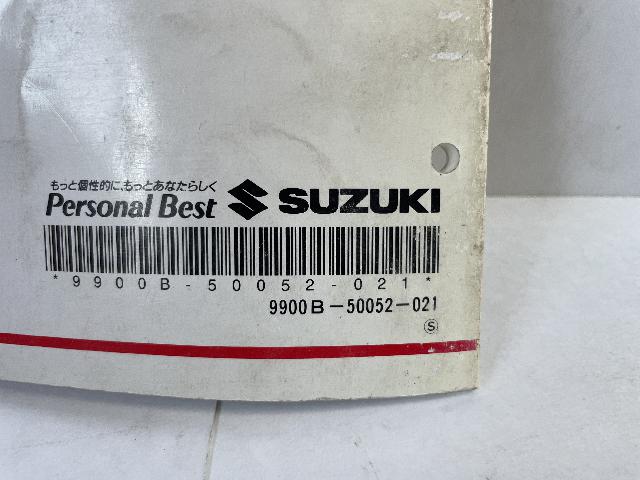 もっと個性的に、もっとあなたらしく
Personal Best SUZUKI
*9900B-50052-021*
9900B-50052-021
Ⓢ